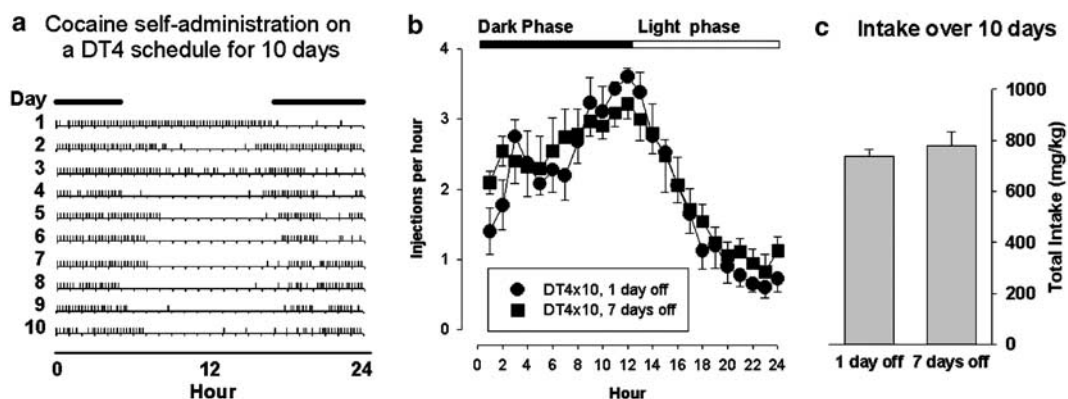 a Cocaine self-administration on
a DT4 schedule for 10 days
Day
1
2
3
4
5
6
7
8
9
10
0 12 24
Hour
b
Dark Phase Light phase
4
3
2
1
0
Injections per hour
DT4x10, 1 day off
DT4x10, 7 days off
0 2 4 6 8 10 12 14 16 18 20 22 24
Hour
c Intake over 10 days
1000
800
600
400
200
0
Total Intake (mg/kg)
1 day off 7 days off